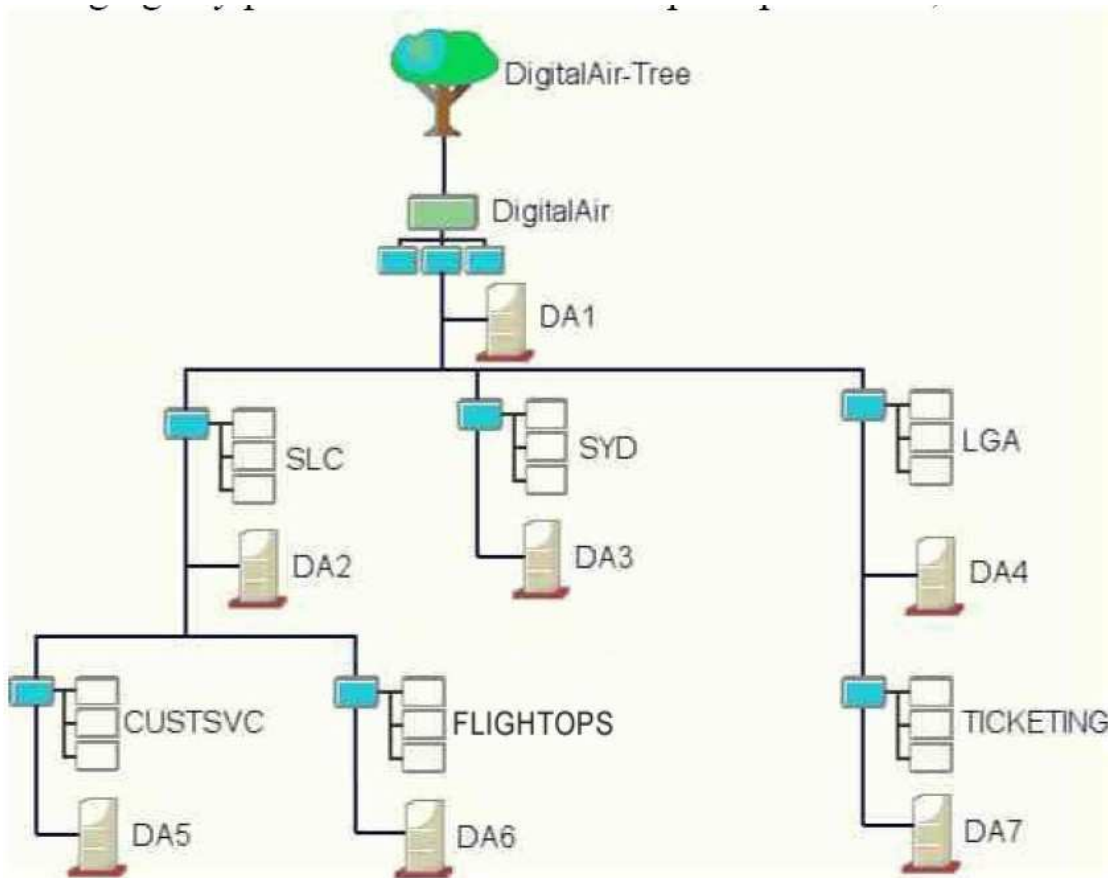 DigitalAir-Tree
DigitalAir
DA1
SLC
SYD
LGA
DA2
DA3
DA4
CUSTSVC
FLIGHTOPS
TICKETING
DA5
DA6
DA7